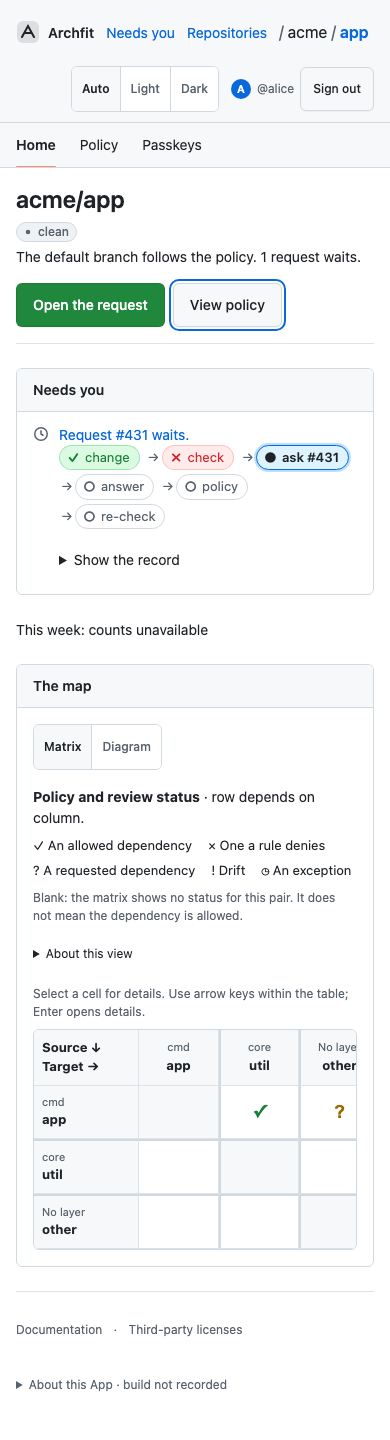 Archfit Needs you Repositories / acme / app
Auto Light Dark A @alice Sign out
Home Policy Passkeys
acme/app
clean
The default branch follows the policy. 1 request waits.
Open the request View policy
Needs you
Request #431 waits.
✓ change → ✕ check → ● ask #431
→ ○ answer → ○ policy
→ ○ re-check
▶ Show the record
This week: counts unavailable
The map
Matrix Diagram
Policy and review status · row depends on
column.
✓ An allowed dependency × One a rule denies
? A requested dependency ! Drift ◷ An exception
Blank: the matrix shows no status for this pair. It does
not mean the dependency is allowed.
▶ About this view
Select a cell for details. Use arrow keys within the table;
Enter opens details.
Source ↓ cmd core No laye
Target → app util other
cmd
app ✓ ?
core
util
No layer
other
Documentation · Third-party licenses
▶ About this App · build not recorded